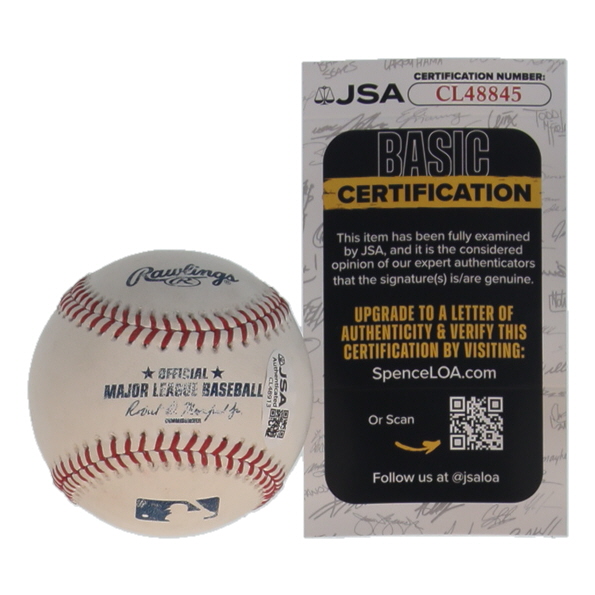 Rawlings
R
★ OFFICIAL ★
MAJOR LEAGUE BASEBALL
COMMISSIONER
JSA
Authenticated
JSA
CERTIFICATION NUMBER:
CL48845
BASIC
CERTIFICATION
This item has been fully examined
by JSA, and it is the considered
opinion of our expert authenticators
that the signature(s) is/are genuine.
UPGRADE TO A LETTER OF
AUTHENTICITY & VERIFY THIS
CERTIFICATION BY VISITING:
SpenceLOA.com
Or Scan
Follow us at @jsaloa